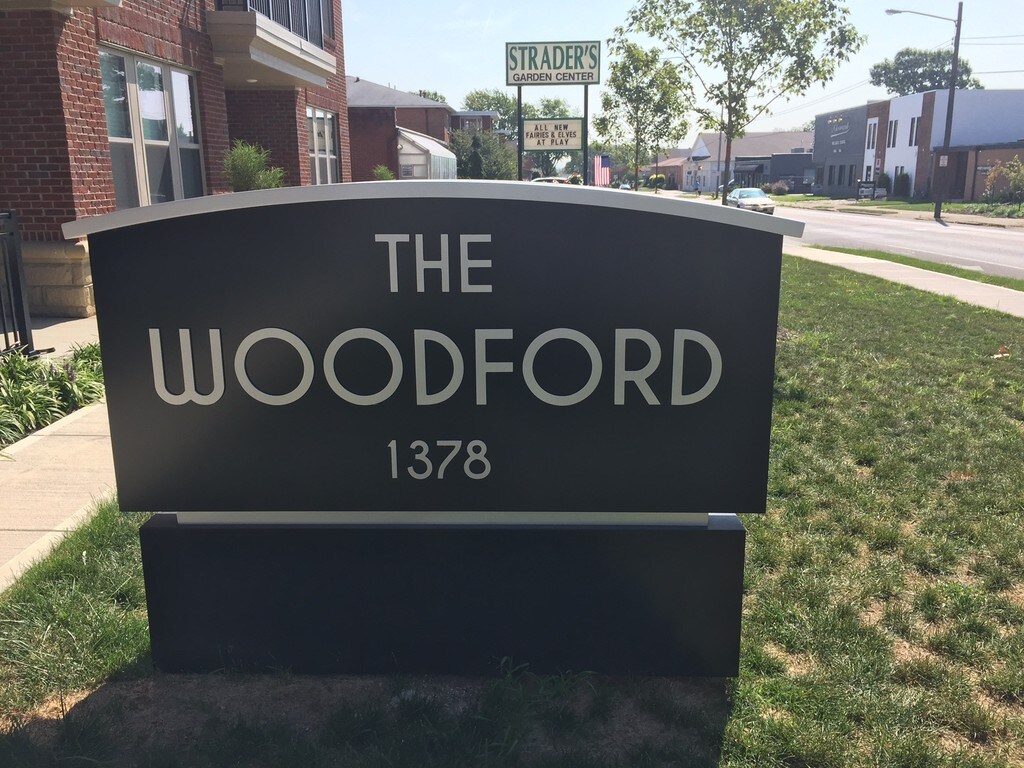 STRADER'S
GARDEN CENTER
ALL NEW
FAIRIES & ELVES
AT PLAY
THE
WOODFORD
1378